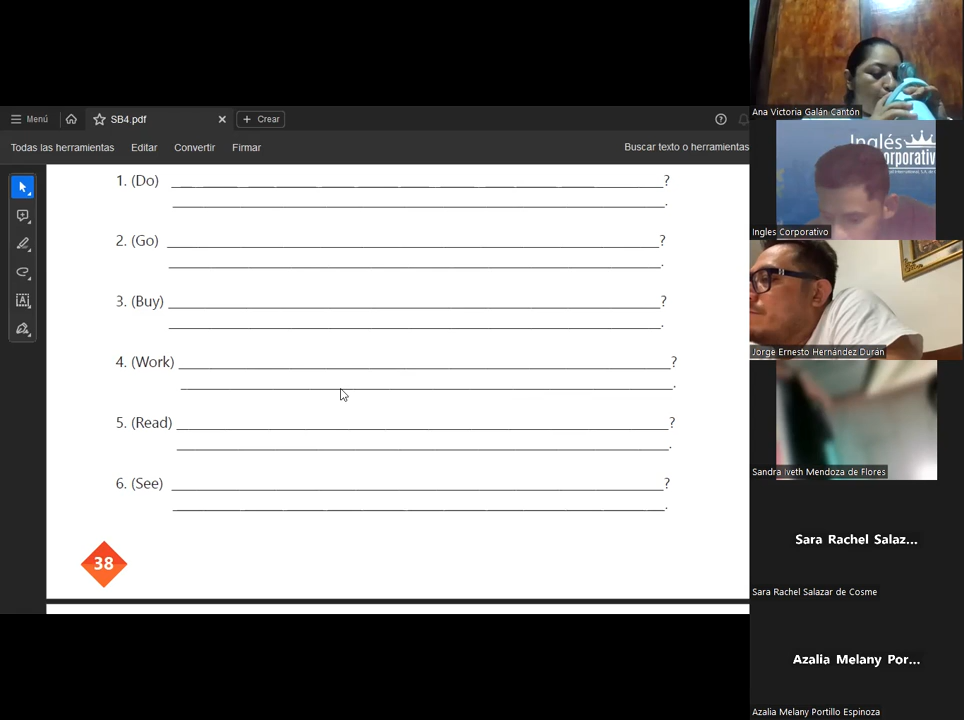 Menú
SB4.pdf
Crear
Todas las herramientas
Editar
Convertir
Firmar
Buscar texto o herramientas
1. (Do) ?
.
2. (Go) ?
.
3. (Buy) ?
.
4. (Work) ?
.
5. (Read) ?
.
6. (See) ?
.
38
Ana Victoria Galán Cantón
Inglés
Corporativo
Ingles Corporativo
Jorge Ernesto Hernández Durán
Sandra Iveth Mendoza de Flores
Sara Rachel Salaz...
Sara Rachel Salazar de Cosme
Azalia Melany Por...
Azalia Melany Portillo Espinoza